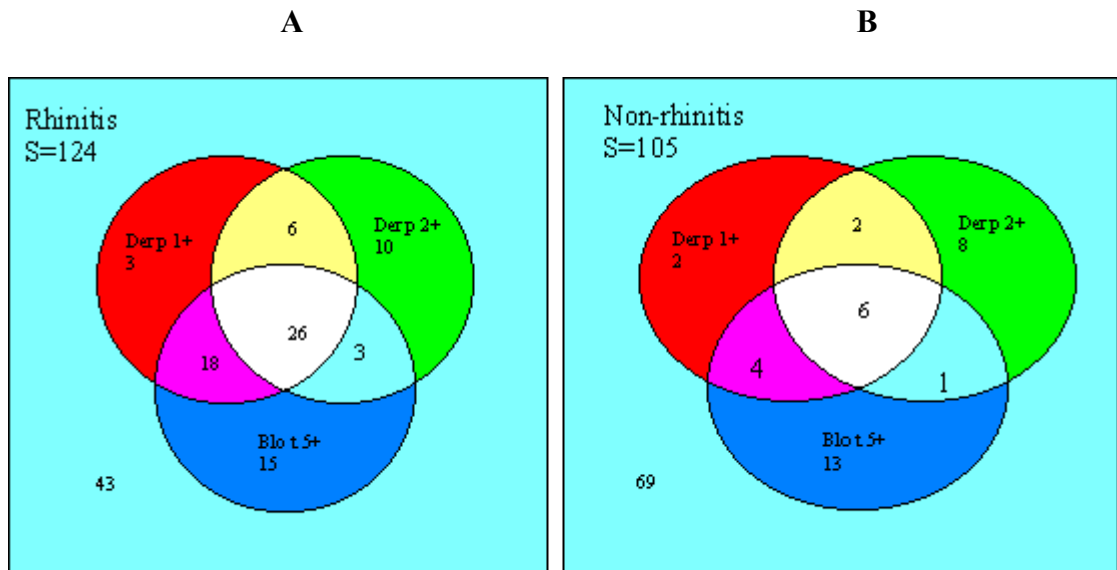 A
B
Rhinitis
S=124
Derp 1+
3
6
Derp 2+
10
26
18
3
Blo t.5+
15
43
Non-rhinitis
S=105
Derp 1+
2
2
Derp 2+
8
6
4
1
Blo t.5+
13
69